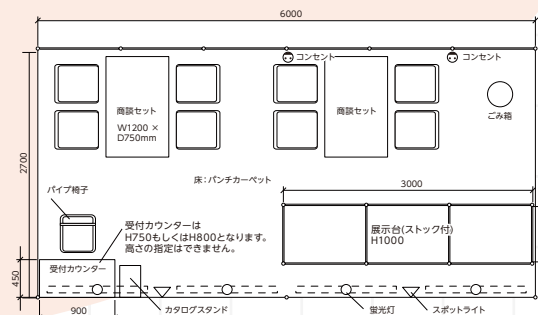 6000
コンセント
コンセント
商談セット
W1200 ×
D750mm
商談セット
ごみ箱
2700
床：パンチカーペット
パイプ椅子
3000
受付カウンターは
H750もしくはH800となります。
高さの指定はできません。
展示台(ストック付)
H1000
受付カウンター
450
900
カタログスタンド
蛍光灯
スポットライト